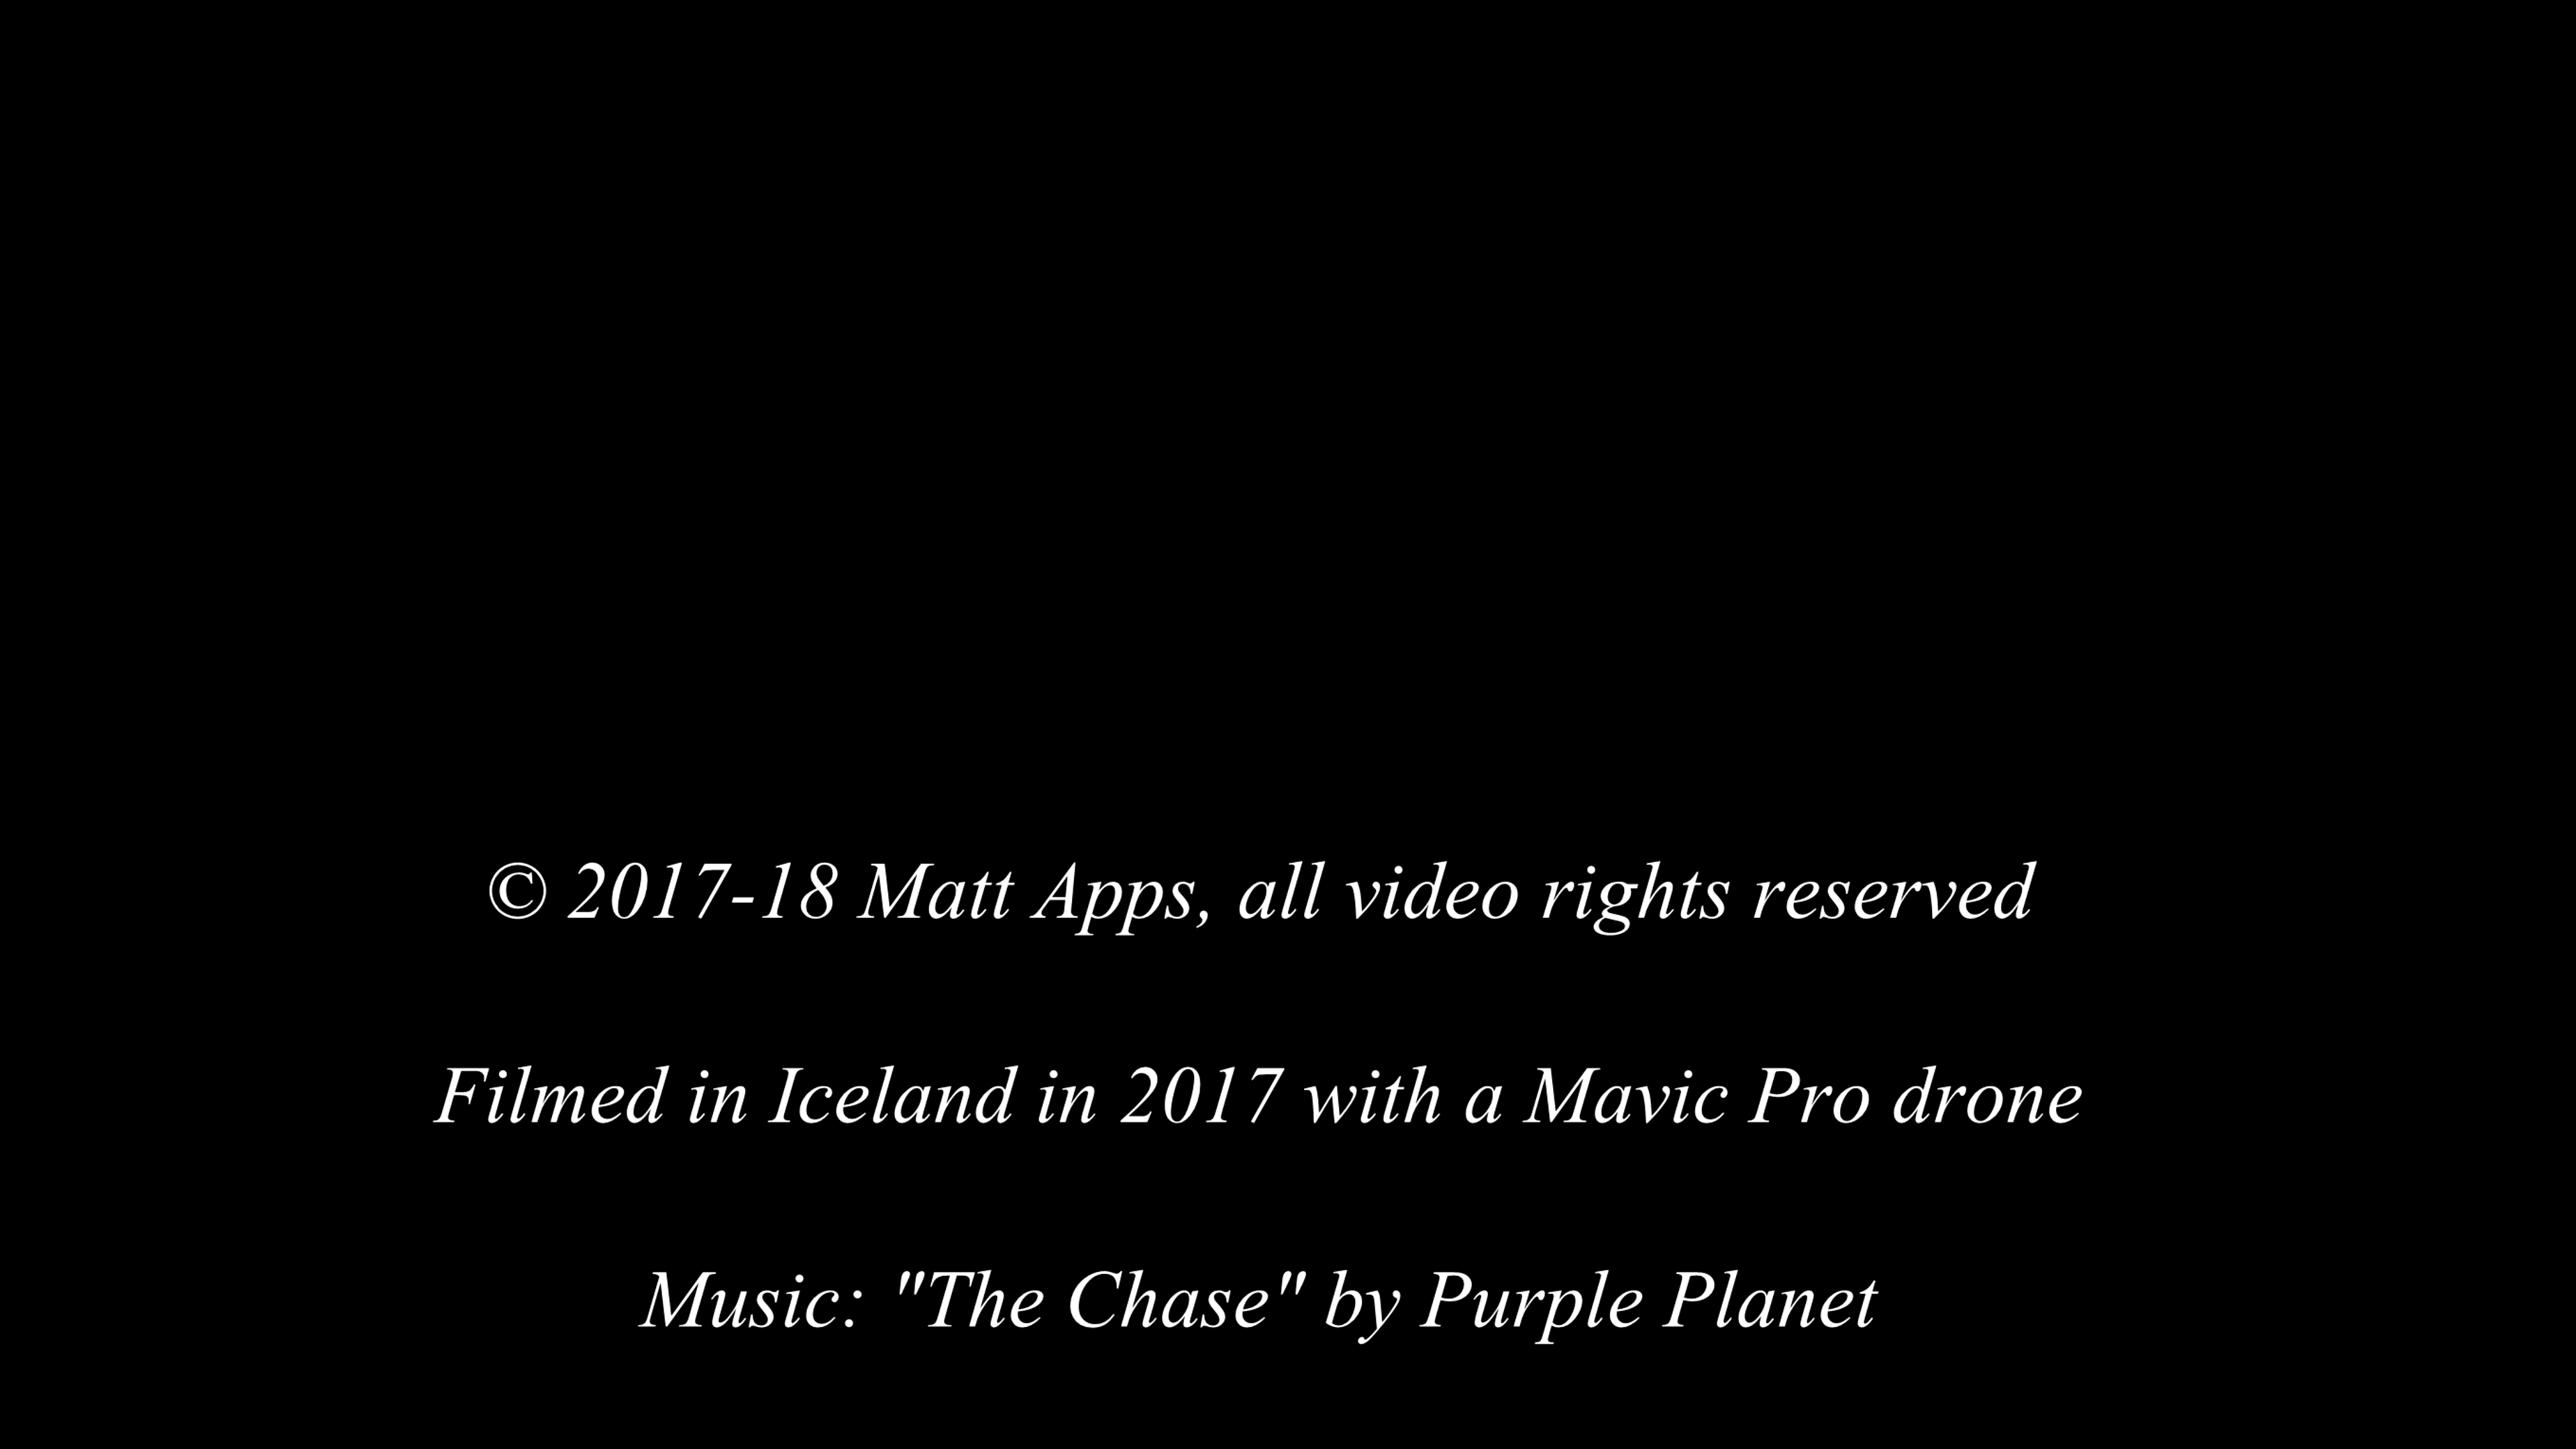 © 2017-18 Matt Apps, all video rights reserved
Filmed in Iceland in 2017 with a Mavic Pro drone
Music: "The Chase" by Purple Planet